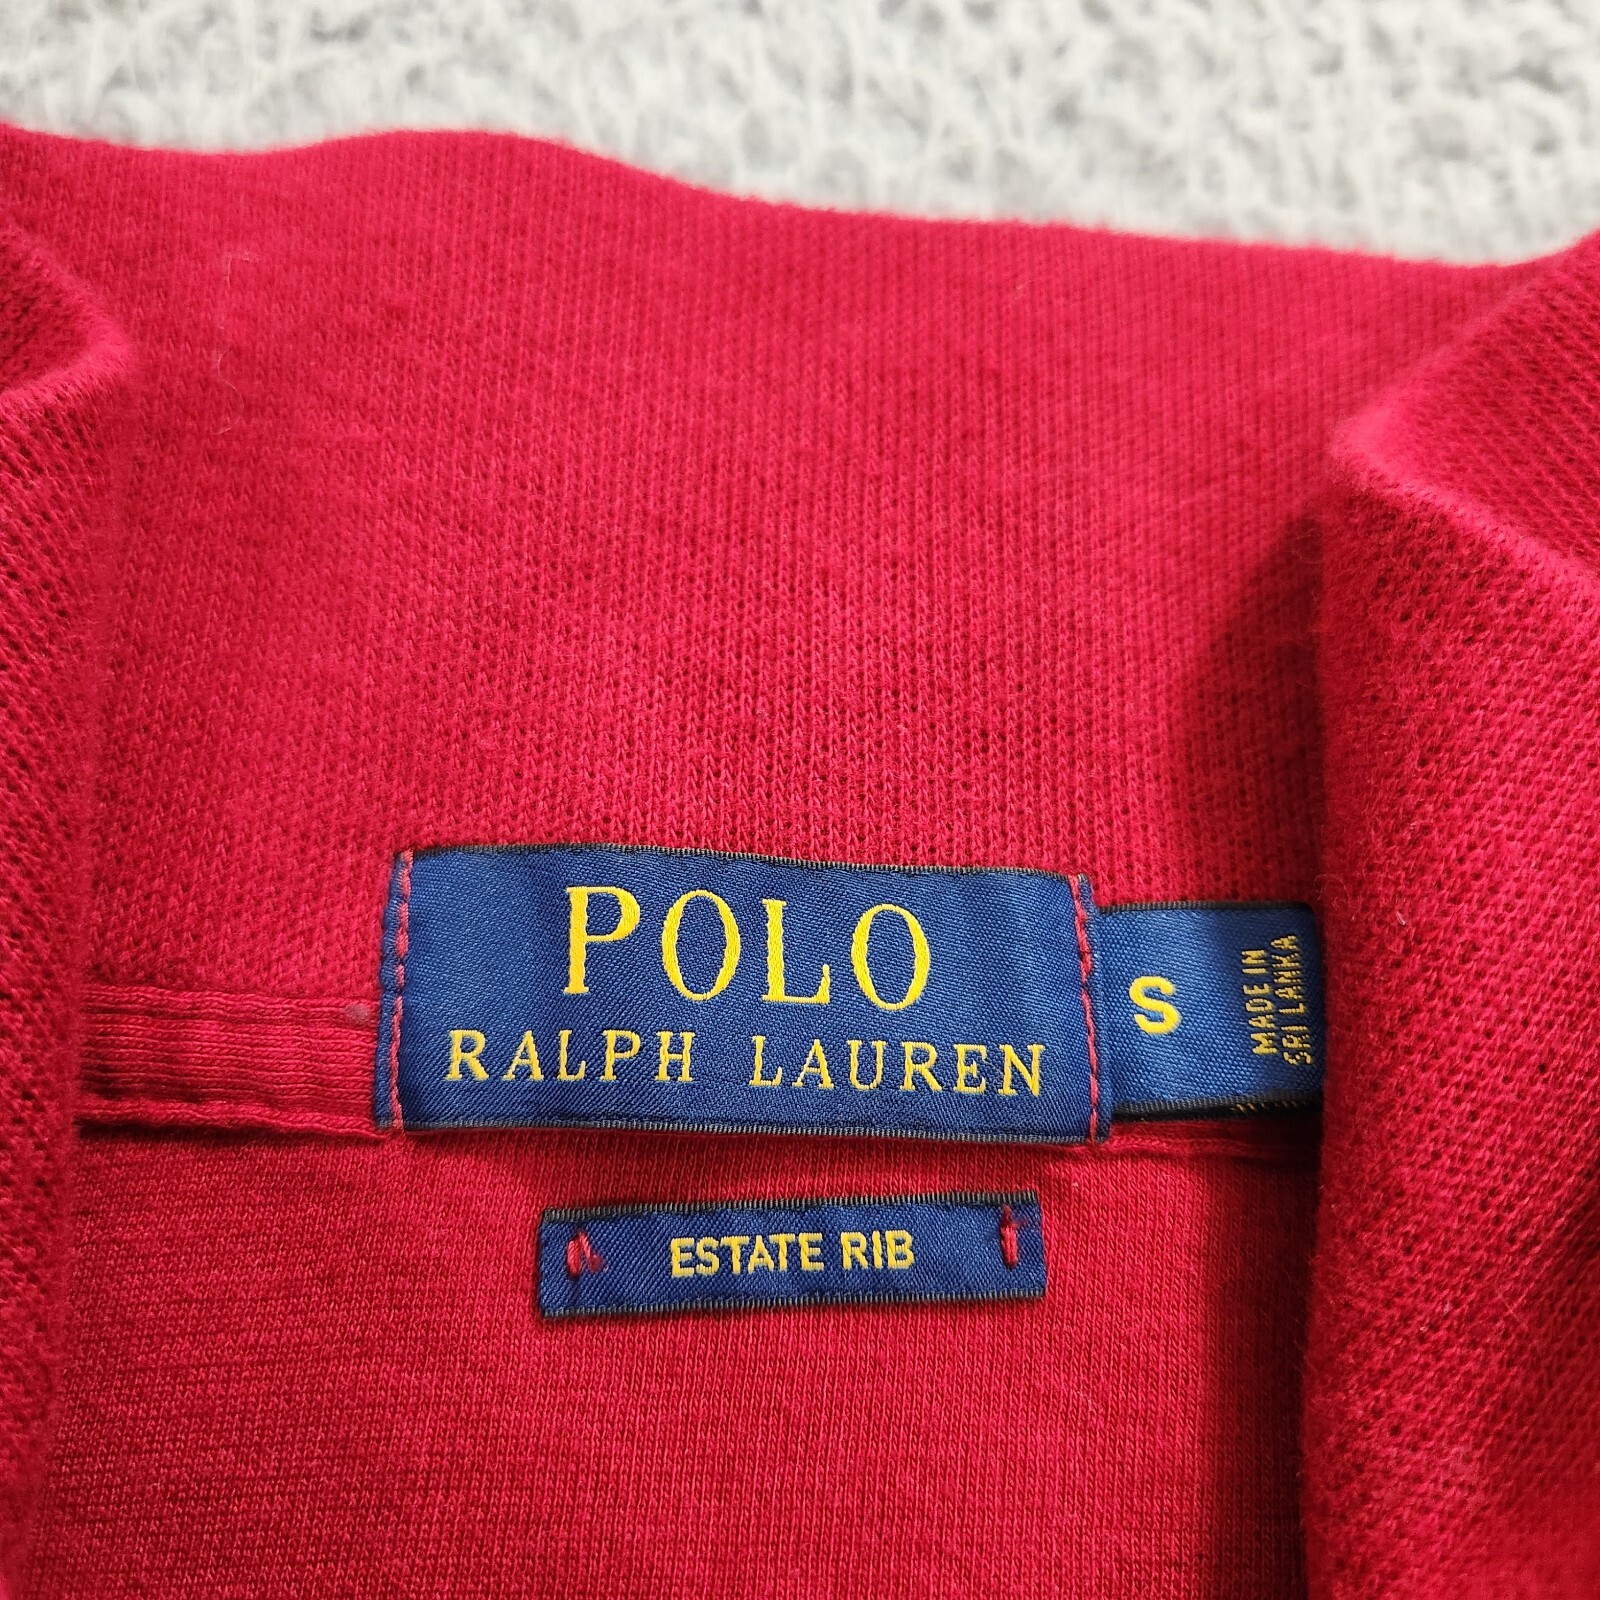 POLO
RALPH LAUREN
S
MADE IN
SRI LANKA
ESTATE RIB